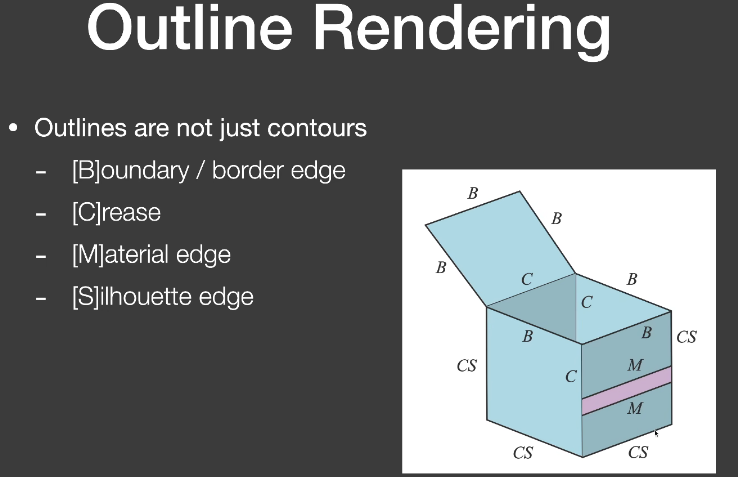 Outline Rendering
• Outlines are not just contours
- [B]oundary / border edge
- [C]rease
- [M]aterial edge
- [S]ilhouette edge
B
B
B
C
B
C
B
B
CS
CS
C
M
M
CS
CS